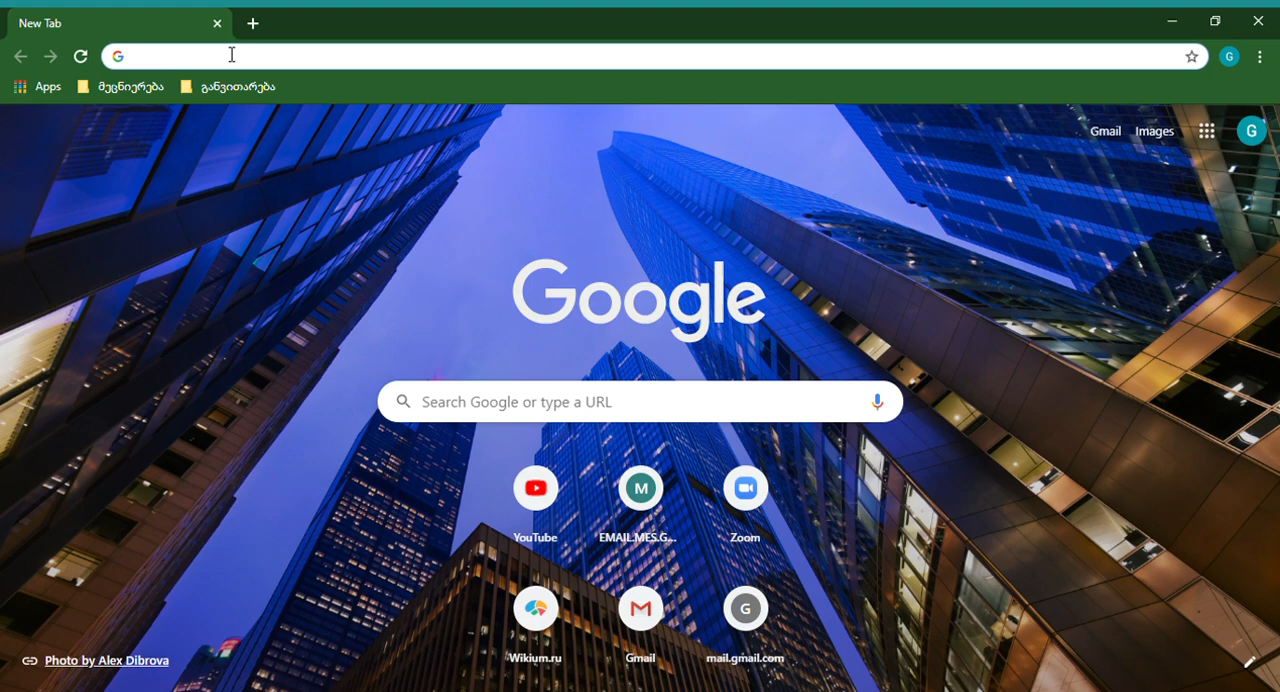 New Tab
Apps
მეცნიერება
განვითარება
Gmail
Images
G
G
Google
Search Google or type a URL
M
YouTube
EMAIL.MES.G...
Zoom
G
Wikium.ru
Gmail
mail.gmail.com
Photo by Alex Dibrova